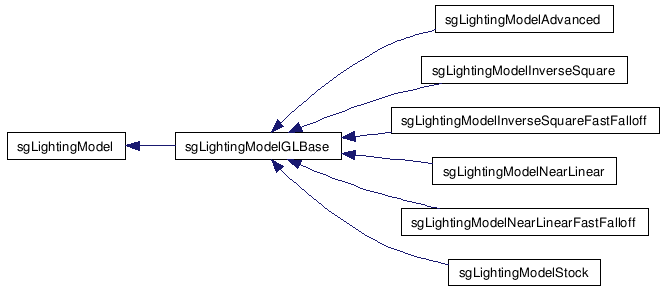 sgLightingModelAdvanced
sgLightingModelInverseSquare
sgLightingModelInverseSquareFastFalloff
sgLightingModel
sgLightingModelGLBase
sgLightingModelNearLinear
sgLightingModelNearLinearFastFalloff
sgLightingModelStock